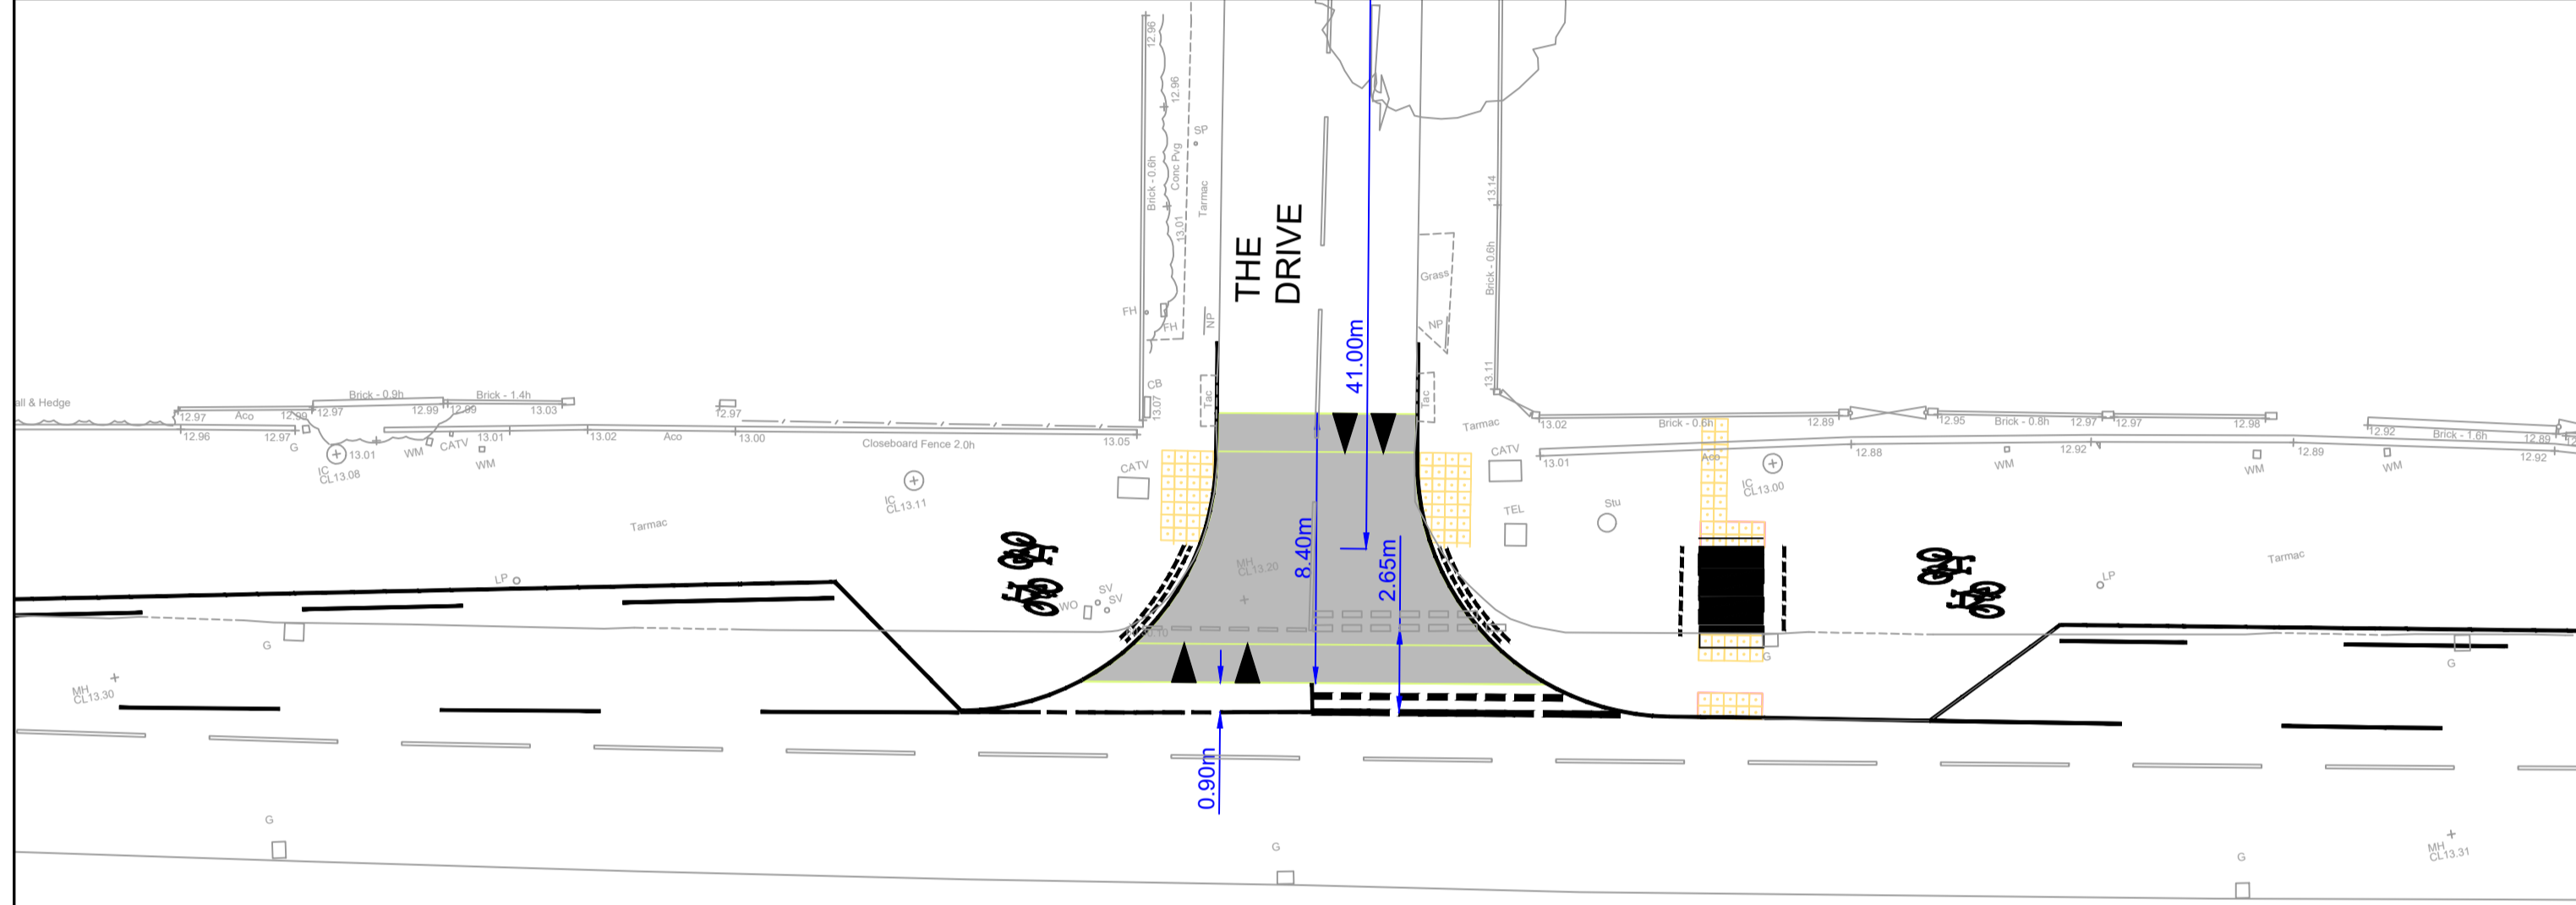 12.96
12.96
SP
Brick - 0.6h
Conc Pvg
Tarmac
13.01
THE
DRIVE
13.14
Brick - 0.6h
Grass
NP
NP
FH
FH
41.00m
13.11
CB
13.07
Tac
Tac
all & Hedge
12.97
Aco
12.99
12.97
Brick - 0.9h
12.99
12.99
Brick - 1.4h
13.03
12.97
12.96
12.97
G
13.01
WM
CATV
13.01
WM
13.02
Aco
13.00
Closeboard Fence 2.0h
13.05
IC
CL13.08
Tarmac
13.02
Brick - 0.6h
12.89
12.95
Brick - 0.8h
12.97
12.97
12.98
12.92
Brick - 1.6h
12.89
12.92
13.01
Aco
12.88
12.92
12.89
WM
WM
WM
CATV
CATV
IC
CL13.11
IC
CL13.00
TEL
Stu
Tarmac
Tarmac
LP
LP
MH
CL13.20
8.40m
2.65m
SV
SV
WO
G
G
G
MH
CL13.30
0.90m
G
G
G
MH
CL13.31